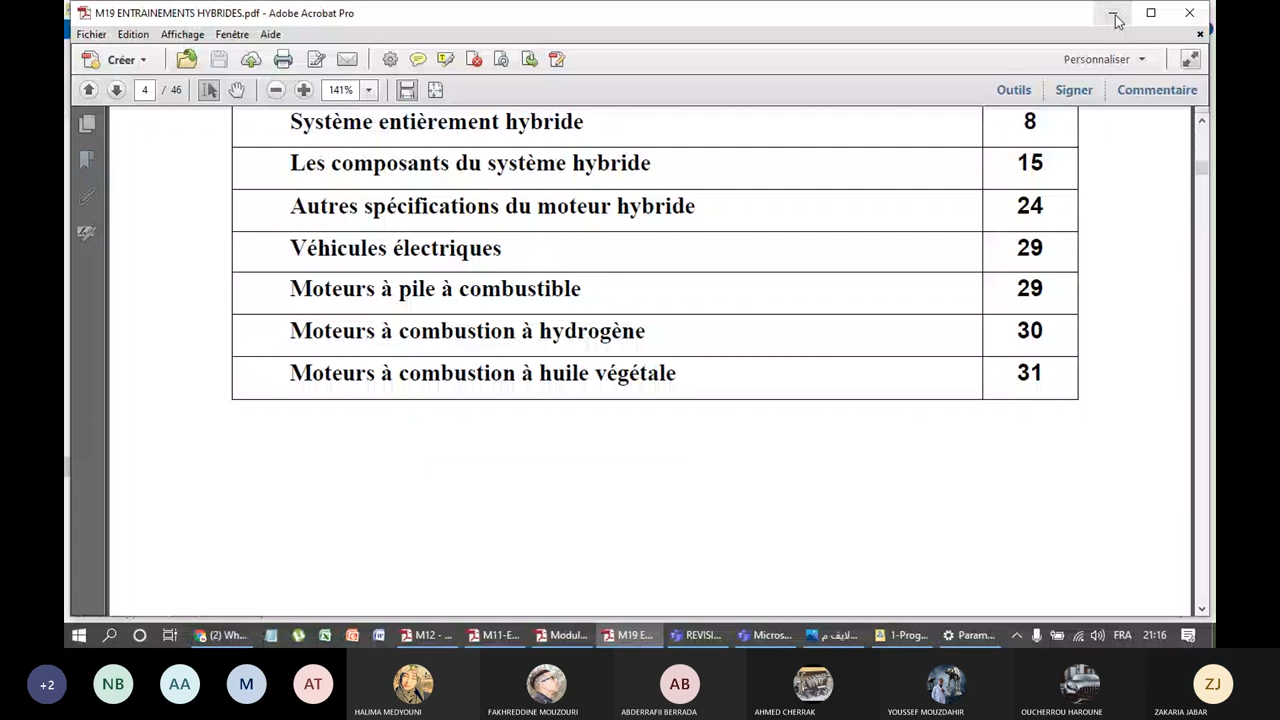 M19 ENTRAINEMENTS HYBRIDES.pdf - Adobe Acrobat Pro
Fichier Edition Affichage Fenêtre Aide
Créer
Personnaliser
4 / 46
141%
Outils Signer Commentaire
Système entièrement hybride 8
Les composants du système hybride 15
Autres spécifications du moteur hybride 24
Véhicules électriques 29
Moteurs à pile à combustible 29
Moteurs à combustion à hydrogène 30
Moteurs à combustion à huile végétale 31
(2) Wh... M12 - ... M11-E... Modul... M19 E... REVISI... Micros... 1-Prog... Param... FRA 21:16
+2 NB AA M AT AB ZJ
HALIMA MEDYOUNI FAKHREDDINE MOUZOURI ABDERRAFII BERRADA AHMED CHERRAK YOUSSEF MOUZDAHIR OUCHERROU HAROUNE ZAKARIA JABAR